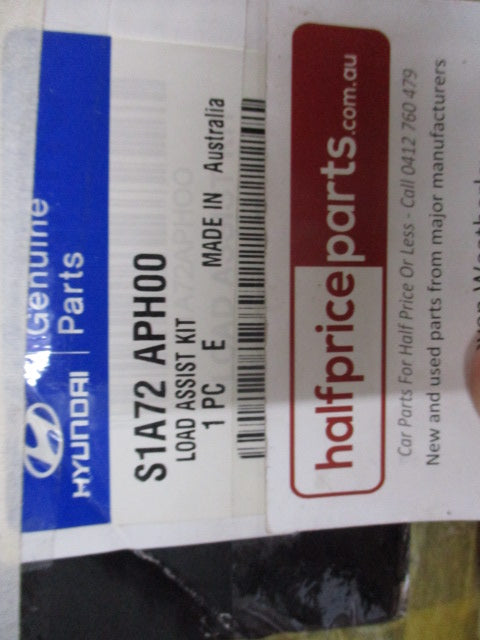 HYUNDAI
Genuine
Parts
S1A72 APH00
LOAD ASSIST KIT
1 PC E MADE IN Australia
halfpriceparts.com.au
Car Parts For Half Price Or Less - Call 0412 760 479
New and used parts from major manufacturers